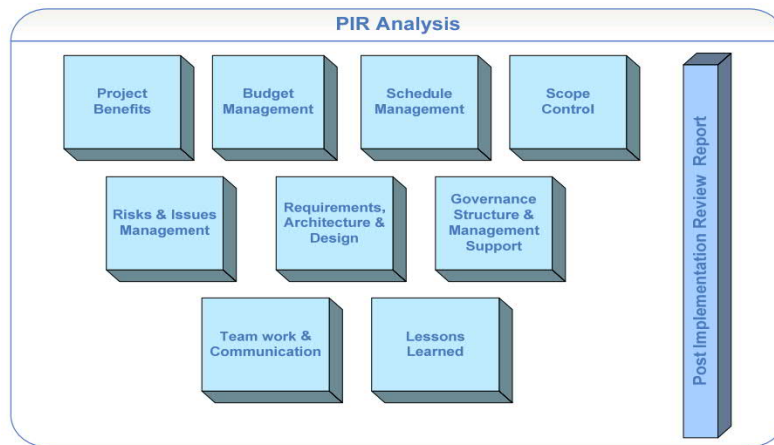 PIR Analysis
Project
Benefits
Budget
Management
Schedule
Management
Scope
Control
Risks & Issues
Management
Requirements,
Architecture &
Design
Governance
Structure &
Management
Support
Team work &
Communication
Lessons
Learned
Post Implementation Review Report